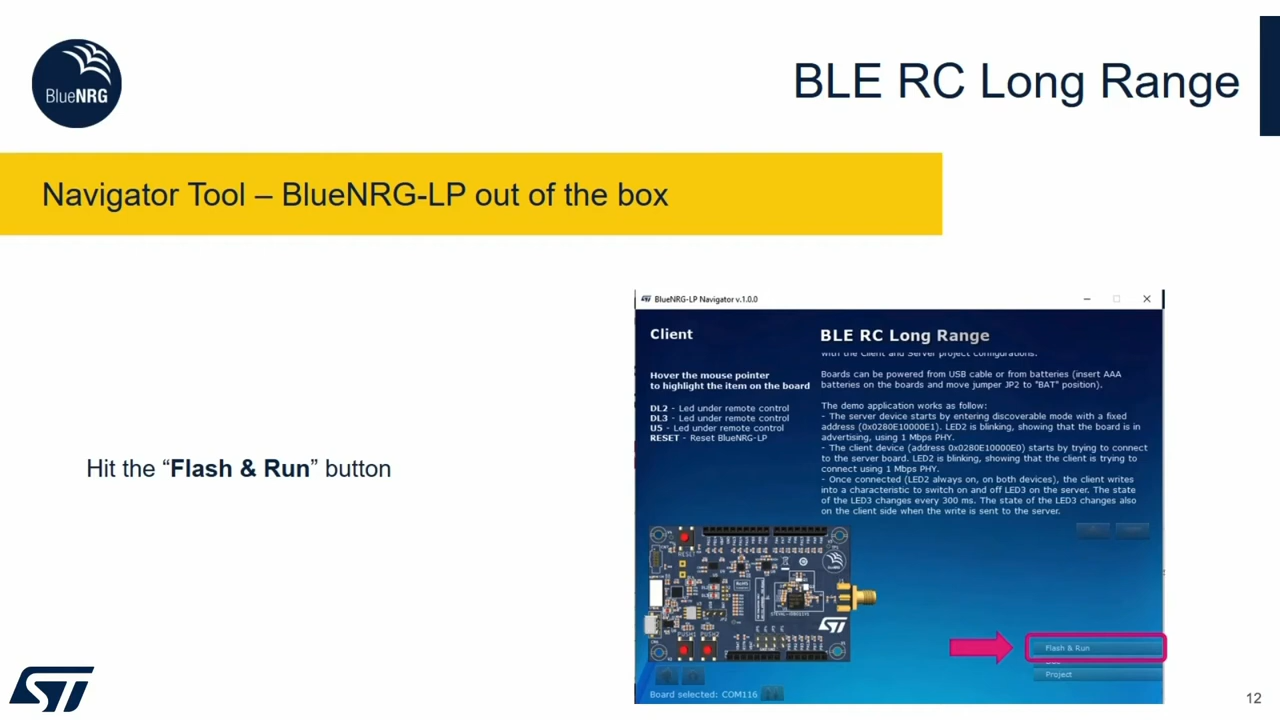 BlueNRG
BLE RC Long Range
Navigator Tool – BlueNRG-LP out of the box
Hit the “Flash & Run” button
BlueNRG-LP Navigator v.1.0.0
Client
Hover the mouse pointer
to highlight the item on the board
DL2 - Led under remote control
DL3 - Led under remote control
U5 - Led under remote control
RESET - Reset BlueNRG-LP
BLE RC Long Range
with the Client and Server project configurations.
Boards can be powered from USB cable or from batteries (insert AAA
batteries on the boards and move jumper JP2 to "BAT" position).
The demo application works as follow:
- The server device starts by entering discoverable mode with a fixed
address (0x0280E10000E1). LED2 is blinking, showing that the board is in
advertising, using 1 Mbps PHY.
- The client device (address 0x0280E10000E0) starts by trying to connect
to the server board. LED2 is blinking, showing that the client is trying to
connect using 1 Mbps PHY.
- Once connected (LED2 always on, on both devices), the client writes
into a characteristic to switch on and off LED3 on the server. The state
of the LED3 changes every 300 ms. The state of the LED3 changes also
on the client side when the write is sent to the server.
RESET
PUSH1
PUSH2
ST
Flash & Run
Project
Board selected: COM116
ST
12